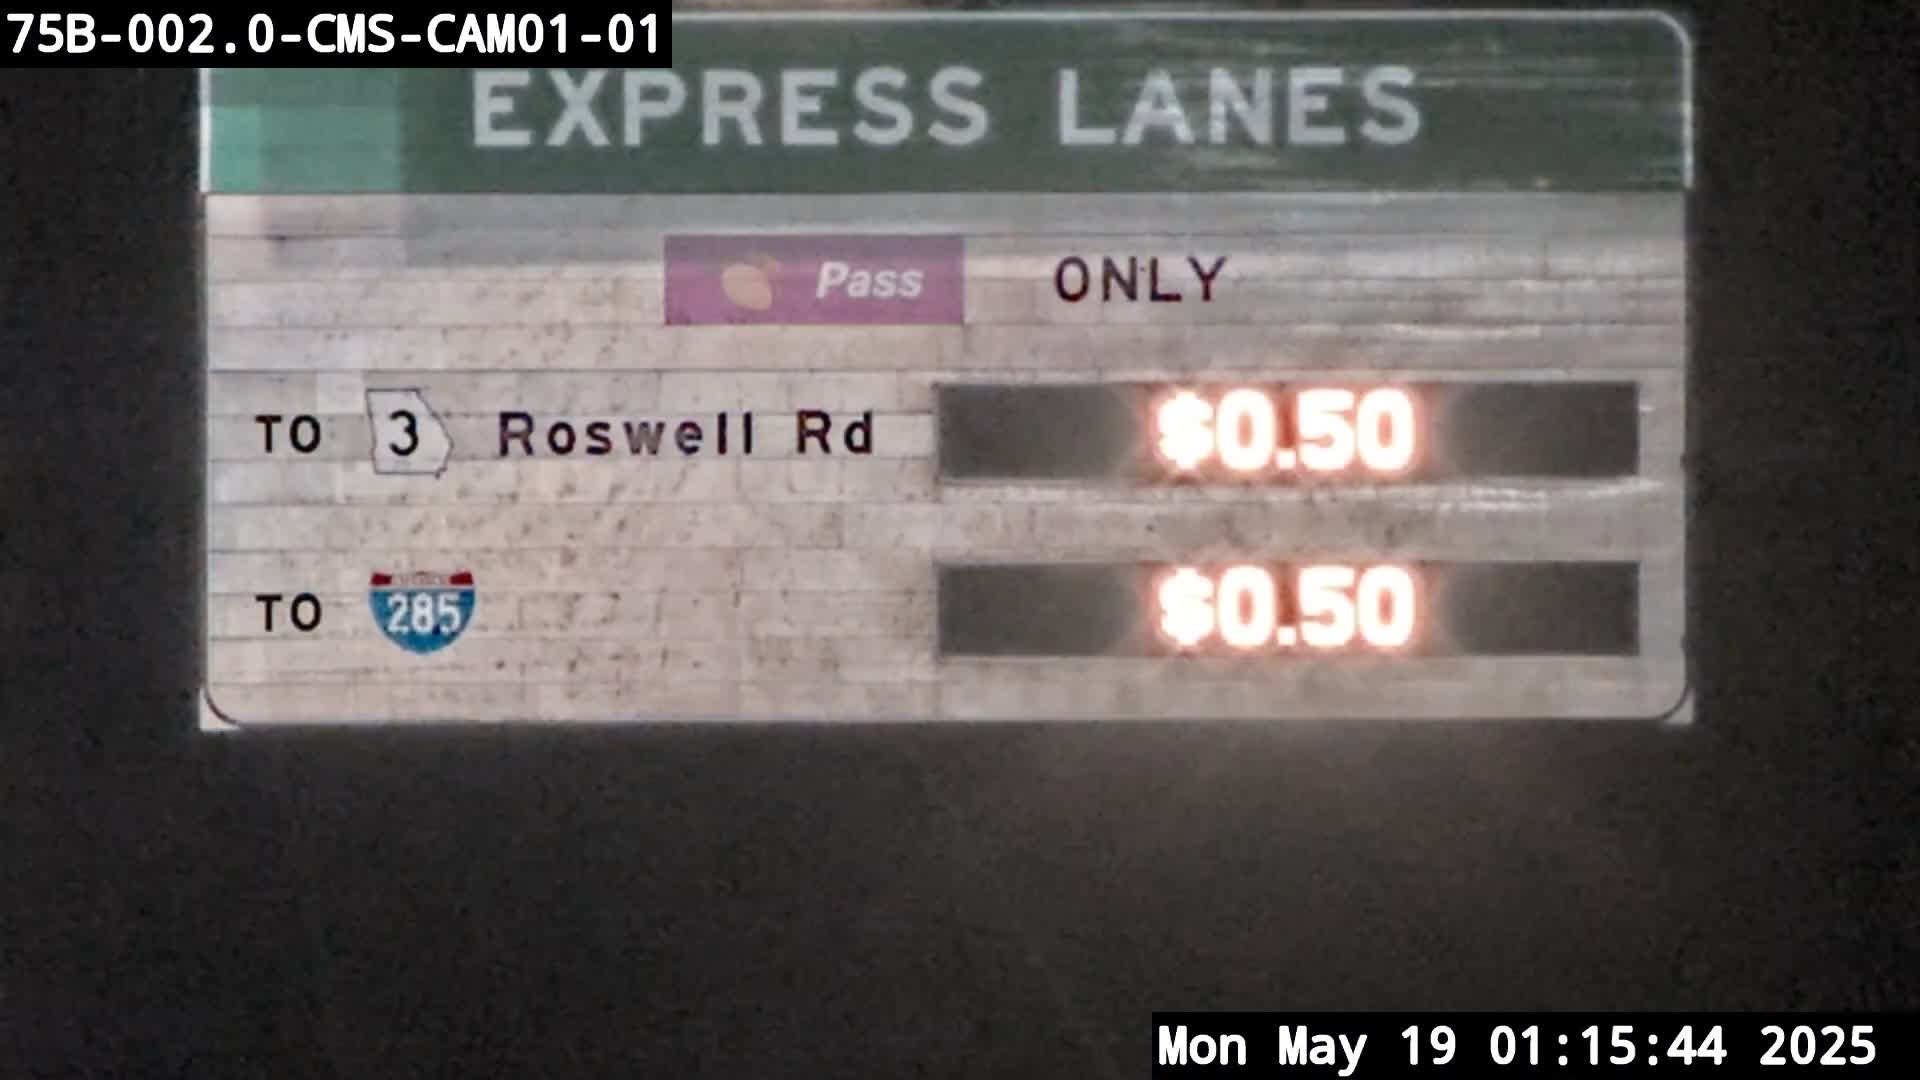 75B-002.0-CMS-CAM01-01
EXPRESS LANES
Pass ONLY
TO 3 Roswell Rd $0.50
TO 285 $0.50
Mon May 19 01:15:44 2025